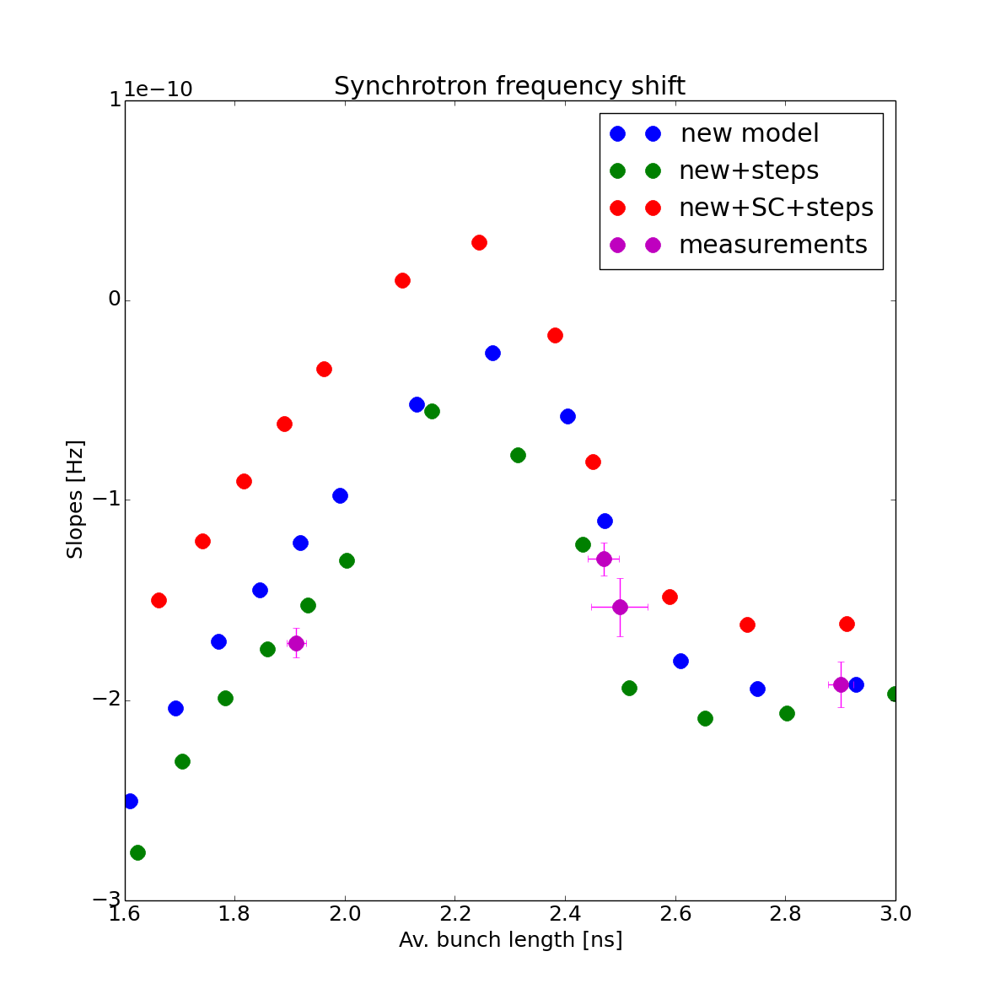 Synchrotron frequency shift
1e−10
1
0
−1
−2
−3
Slopes [Hz]
new model
new+steps
new+SC+steps
measurements
1.6 1.8 2.0 2.2 2.4 2.6 2.8 3.0
Av. bunch length [ns]